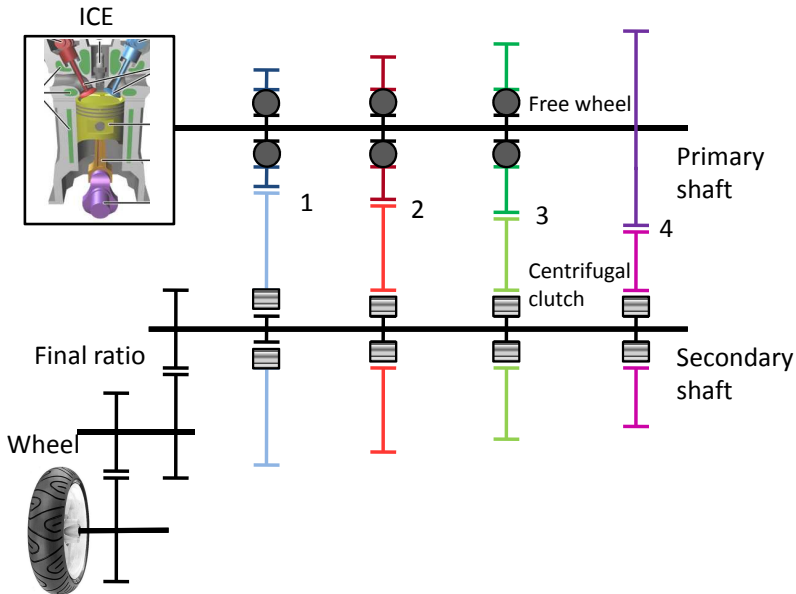 ICE
Free wheel
Primary
shaft
1
2
3
4
Centrifugal
clutch
Final ratio
Secondary
shaft
Wheel